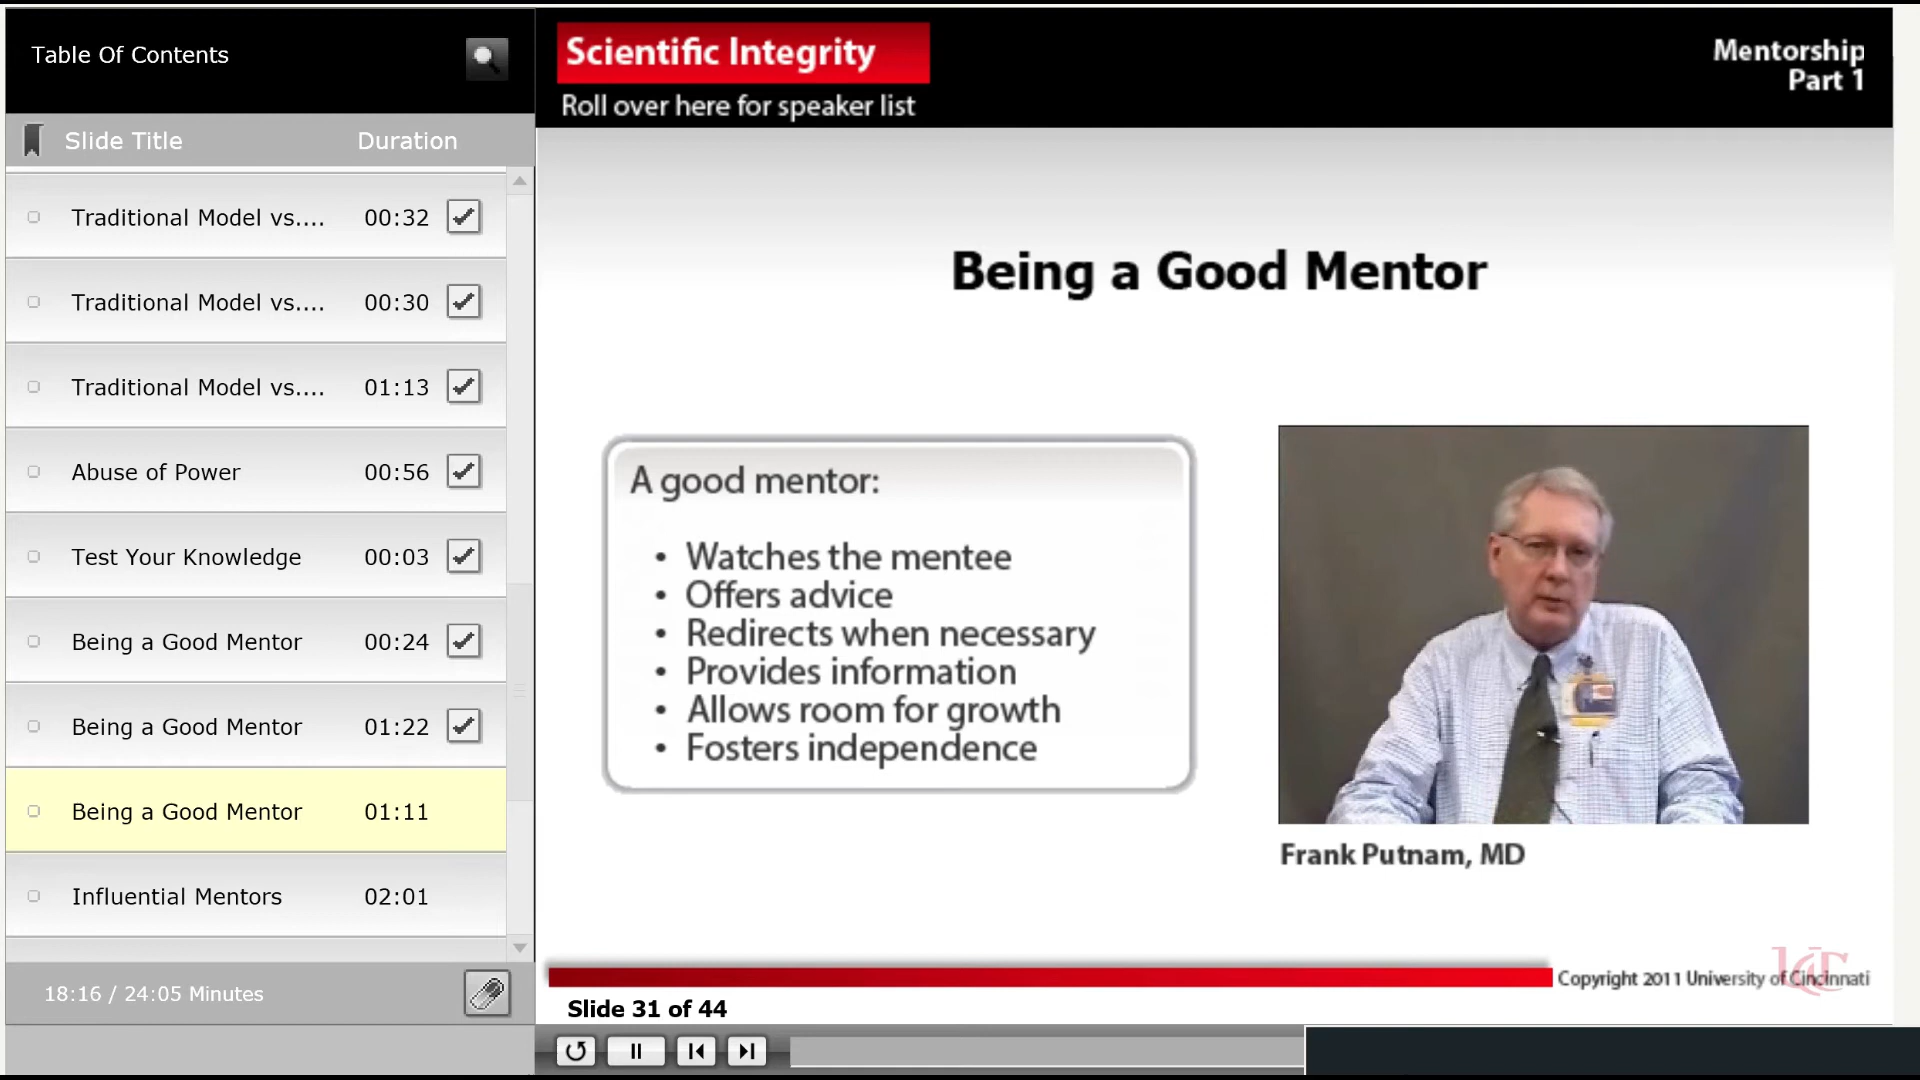 Table Of Contents
Slide Title Duration
Traditional Model vs.... 00:32
Traditional Model vs.... 00:30
Traditional Model vs.... 01:13
Abuse of Power 00:56
Test Your Knowledge 00:03
Being a Good Mentor 00:24
Being a Good Mentor 01:22
Being a Good Mentor 01:11
Influential Mentors 02:01
18:16 / 24:05 Minutes
Scientific Integrity
Roll over here for speaker list
Mentorship
Part 1
Being a Good Mentor
A good mentor:
• Watches the mentee
• Offers advice
• Redirects when necessary
• Provides information
• Allows room for growth
• Fosters independence
Frank Putnam, MD
UC
Copyright 2011 University of Cincinnati
Slide 31 of 44